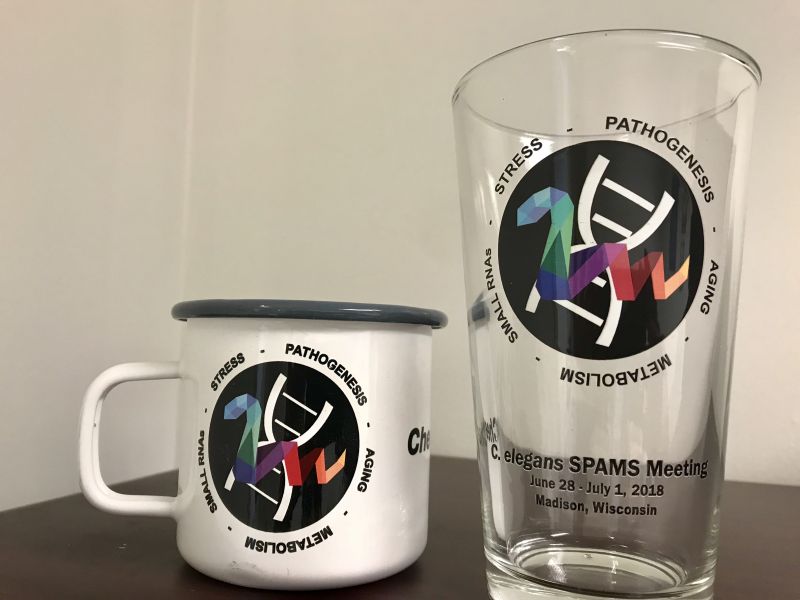 STRESS - PATHOGENESIS - AGING - METABOLISM - SMALL RNAs -
Che
STRESS - PATHOGENESIS - AGING - METABOLISM - SMALL RNAs -
C. elegans SPAMS Meeting
June 28 - July 1, 2018
Madison, Wisconsin